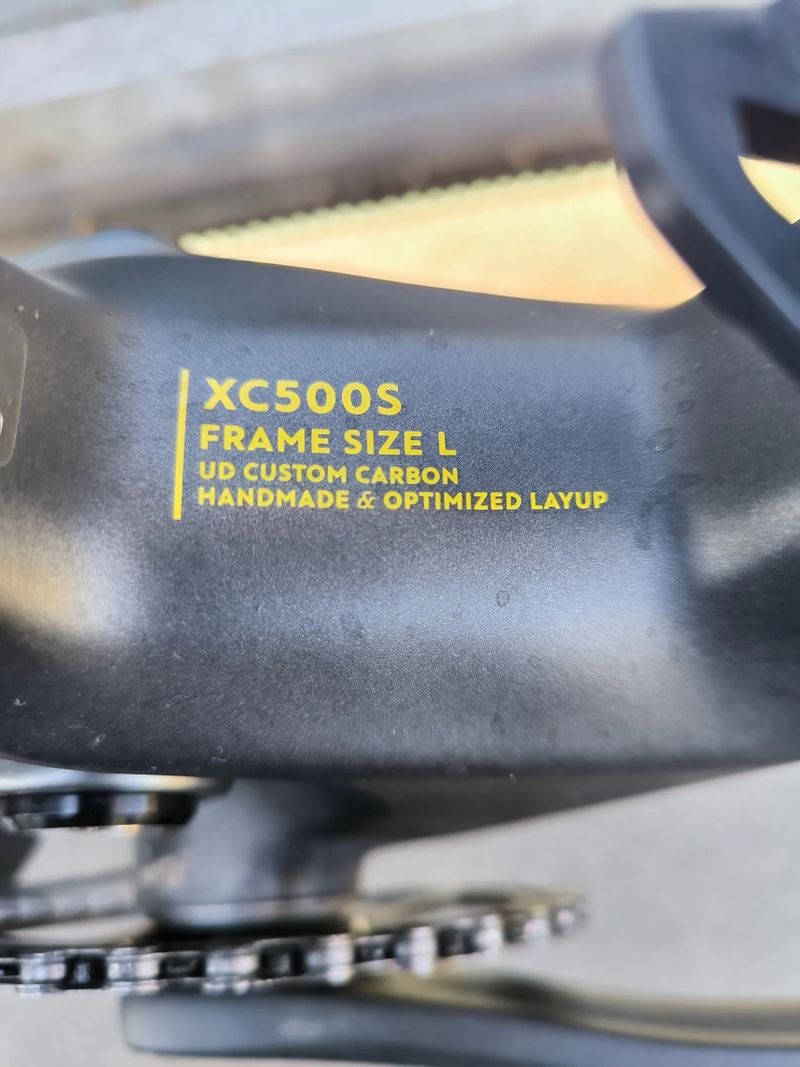 XC500S
FRAME SIZE L
UD CUSTOM CARBON
HANDMADE & OPTIMIZED LAYUP